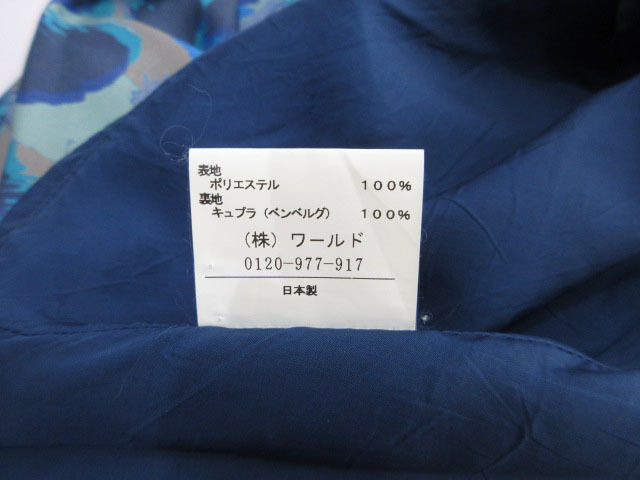 表地
ポリエステル 100%
裏地
キュプラ(ベンベルグ) 100%
(株)ワールド
0120-977-917
日本製